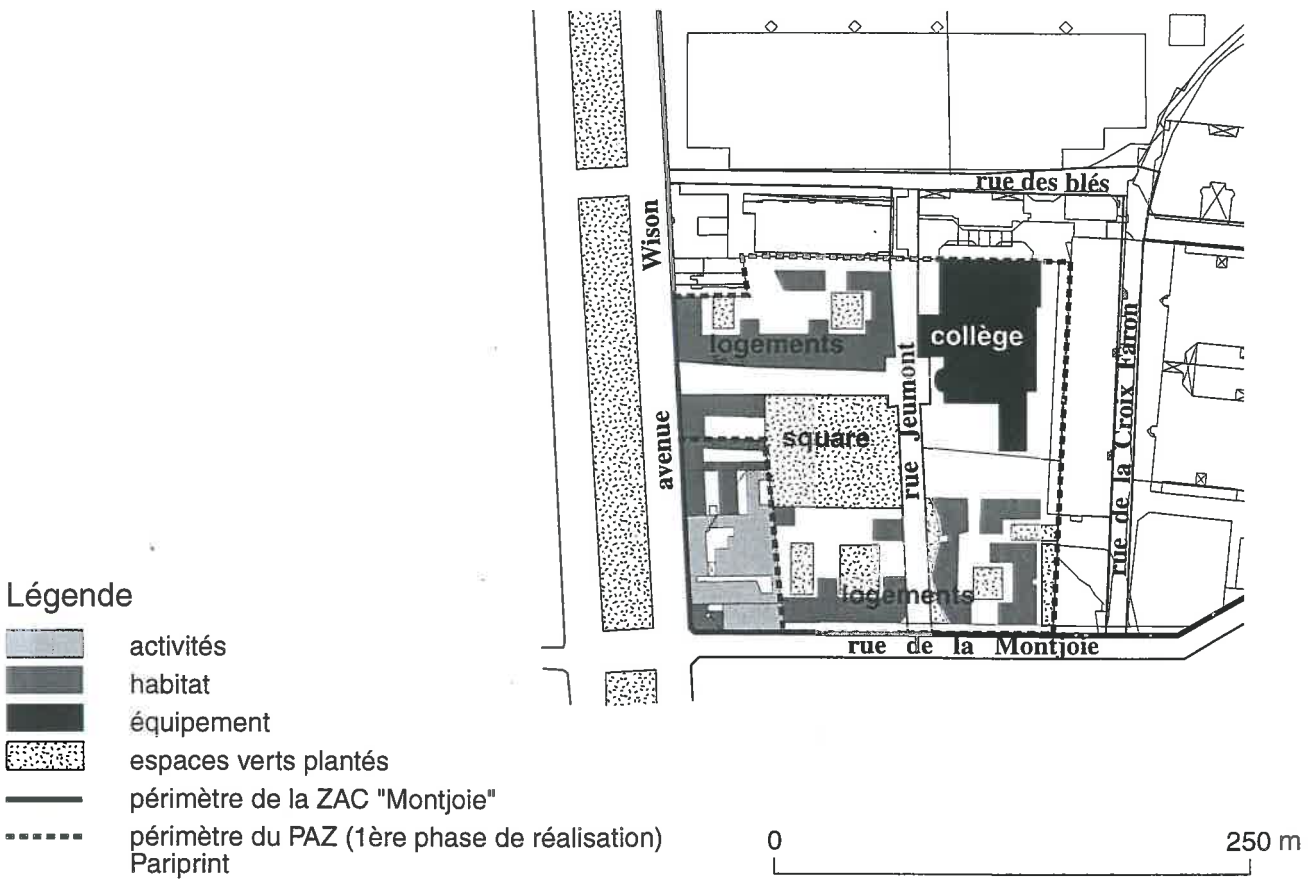 rue des blés
Wison
logements
collège
rue de la Croix Faron
rue Jeumont
avenue
square
logements
rue de la Montjoie
Légende
activités
habitat
équipement
espaces verts plantés
périmètre de la ZAC "Montjoie"
périmètre du PAZ (1ère phase de réalisation)
Pariprint
0 250 m